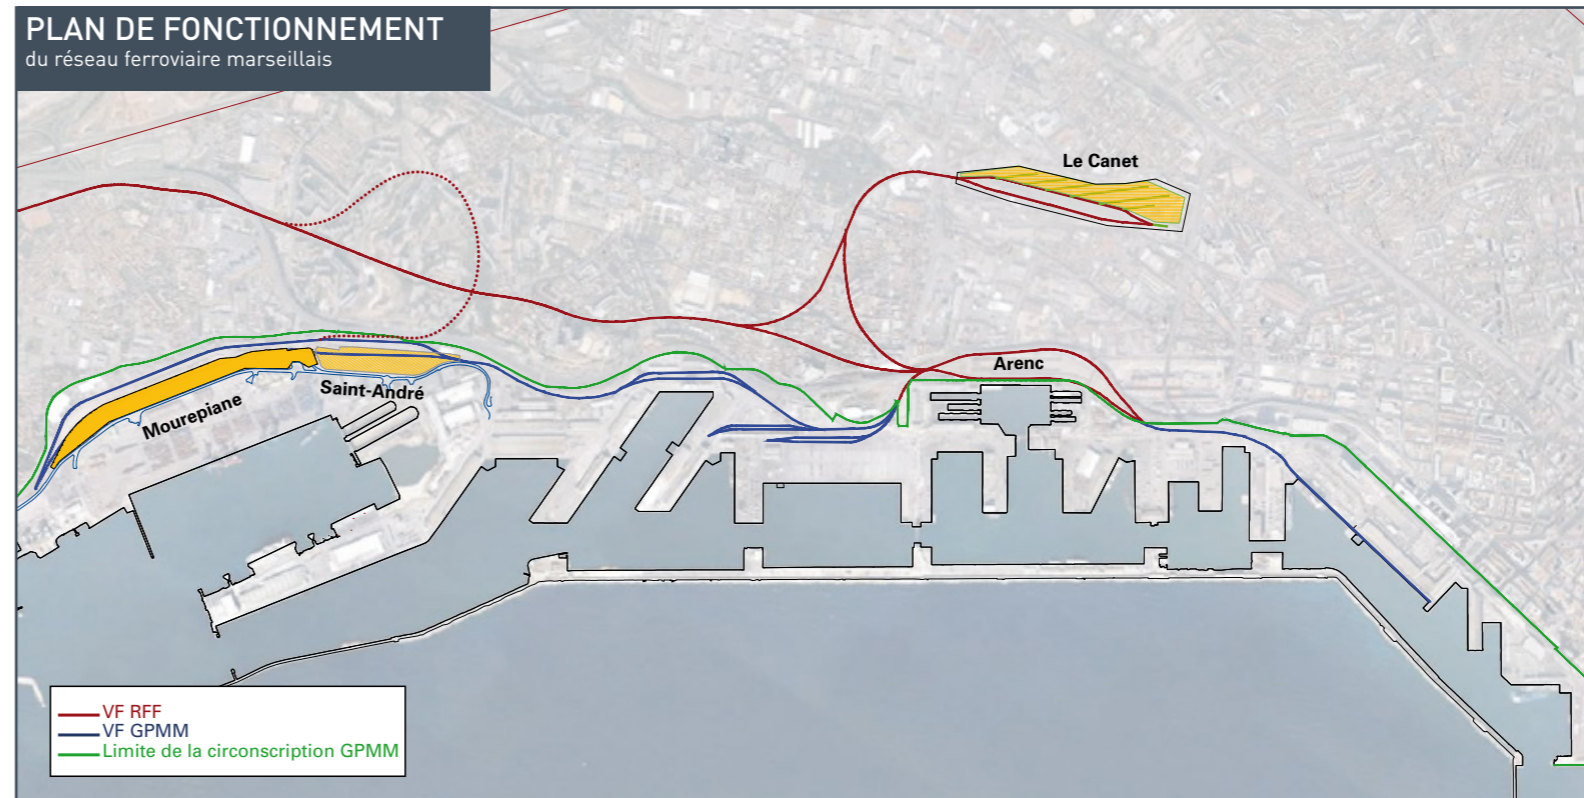 PLAN DE FONCTIONNEMENT
du réseau ferroviaire marseillais
Le Canet
Arenc
Saint-André
Mourepiane
VF RFF
VF GPMM
Limite de la circonscription GPMM